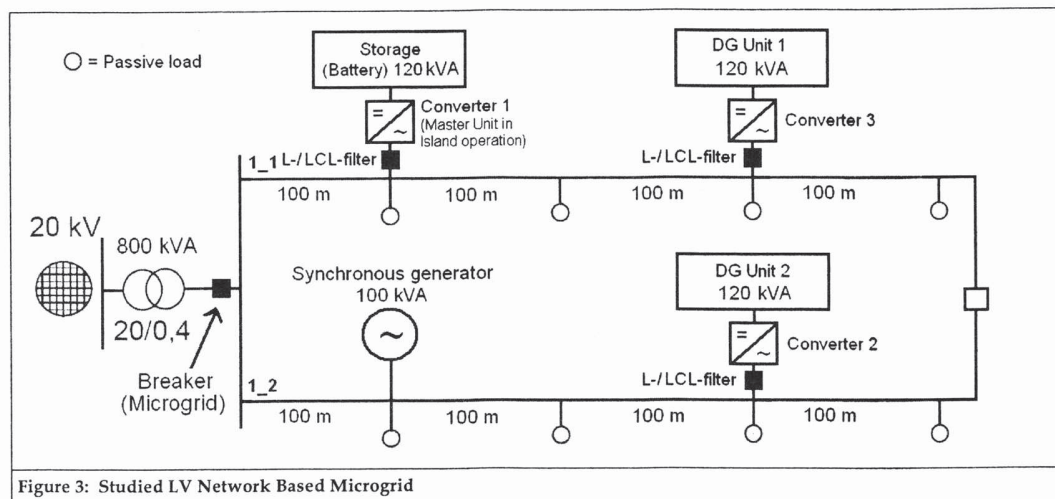 = Passive load
Storage
(Battery) 120 kVA
DG Unit 1
120 kVA
Converter 1
(Master Unit in
Island operation)
Converter 3
1_1
L-/LCL-filter
L-/LCL-filter
100 m
100 m
100 m
100 m
20 kV
800 kVA
20/0,4
Breaker
(Microgrid)
Synchronous generator
100 kVA
DG Unit 2
120 kVA
Converter 2
L-/LCL-filter
1_2
100 m
100 m
100 m
100 m
Figure 3: Studied LV Network Based Microgrid